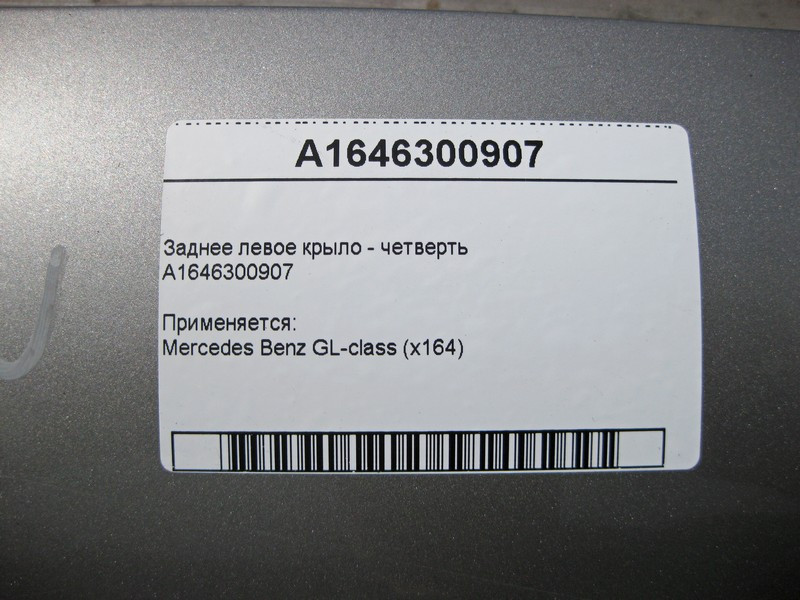 A1646300907
Заднее левое крыло - четверть
A1646300907
Применяется:
Mercedes Benz GL-class (x164)